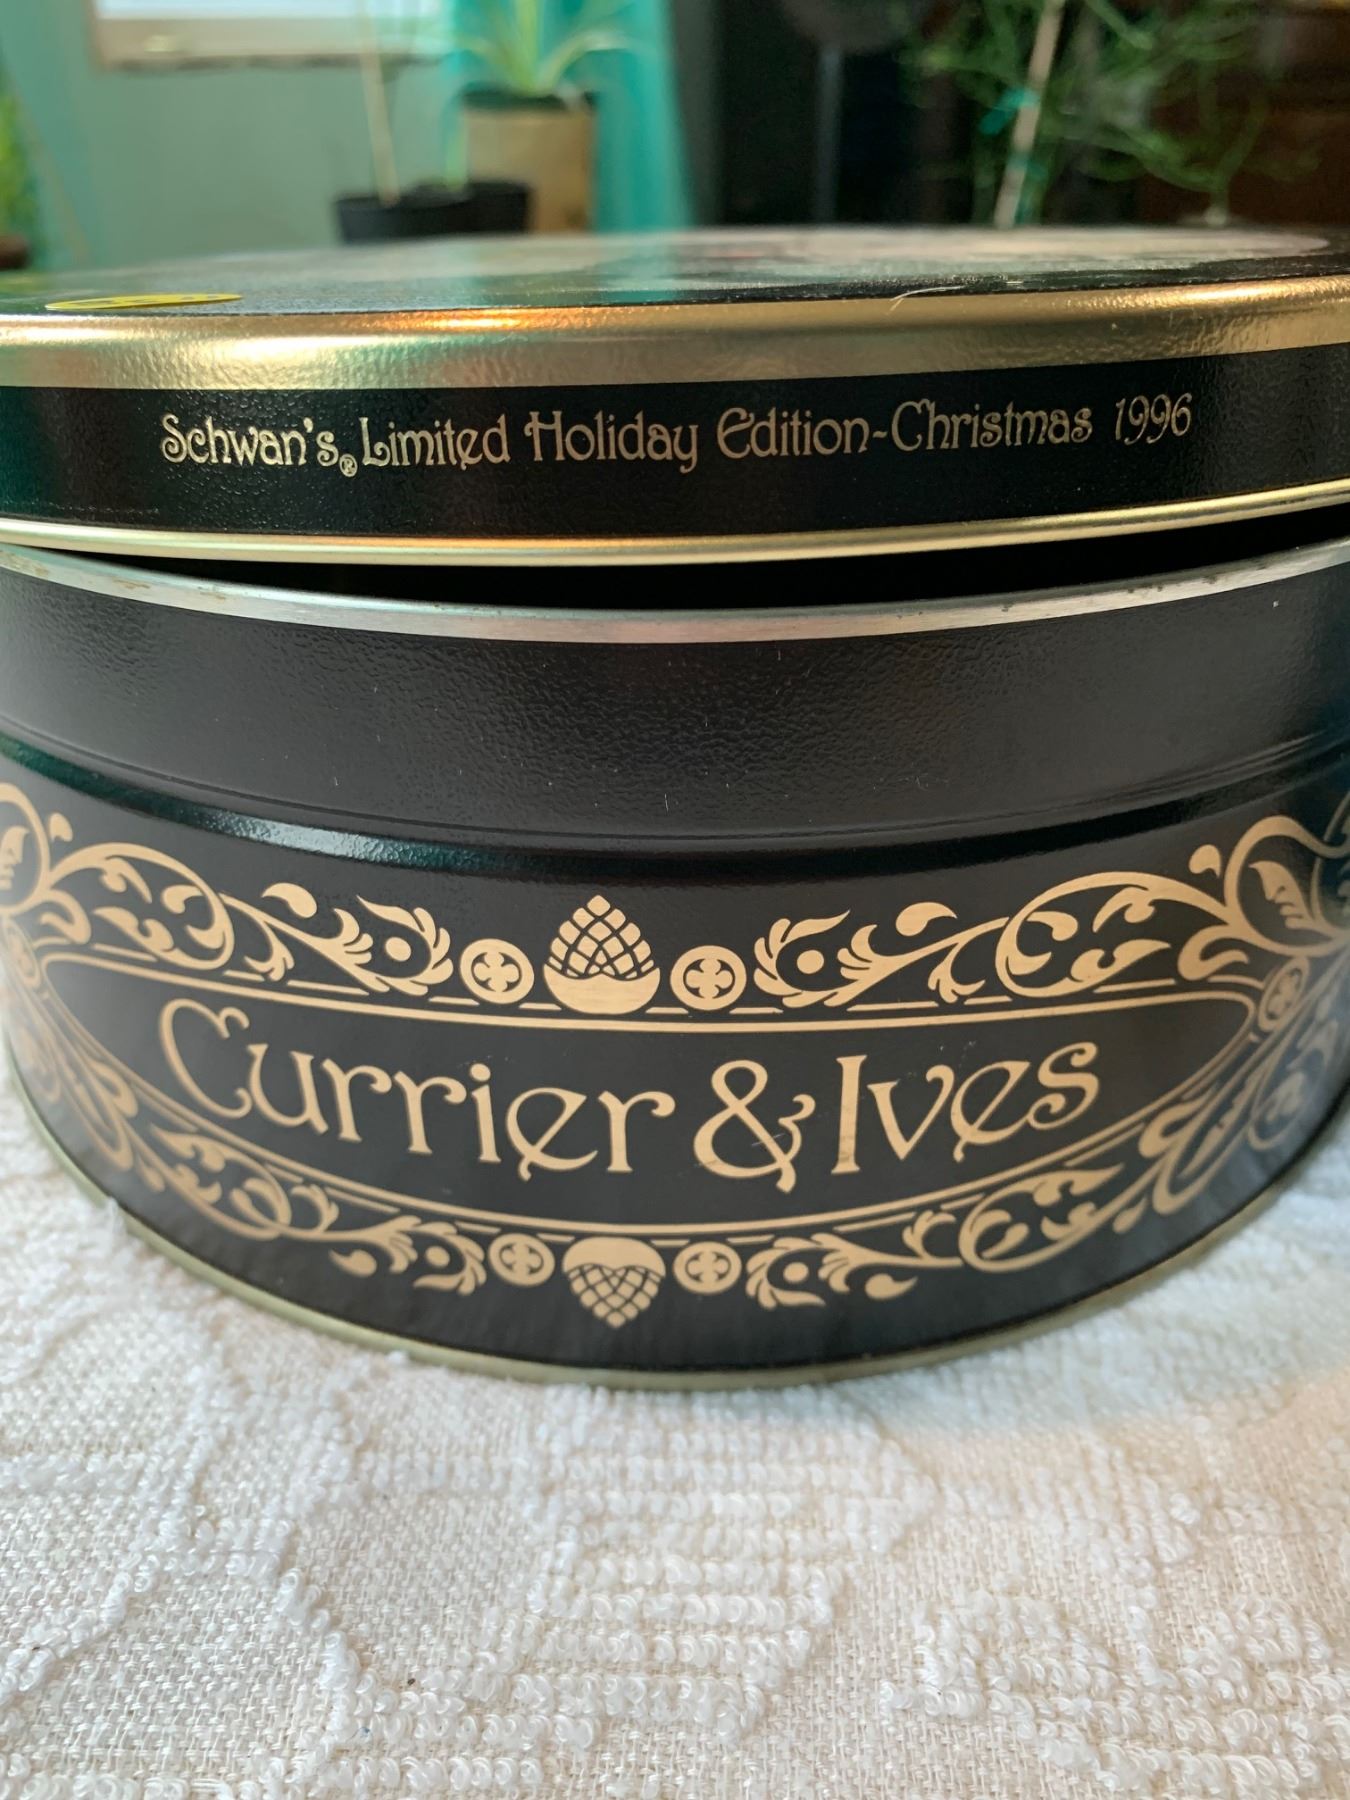 Schwan's® Limited Holiday Edition-Christmas 1996
Currier & Ives